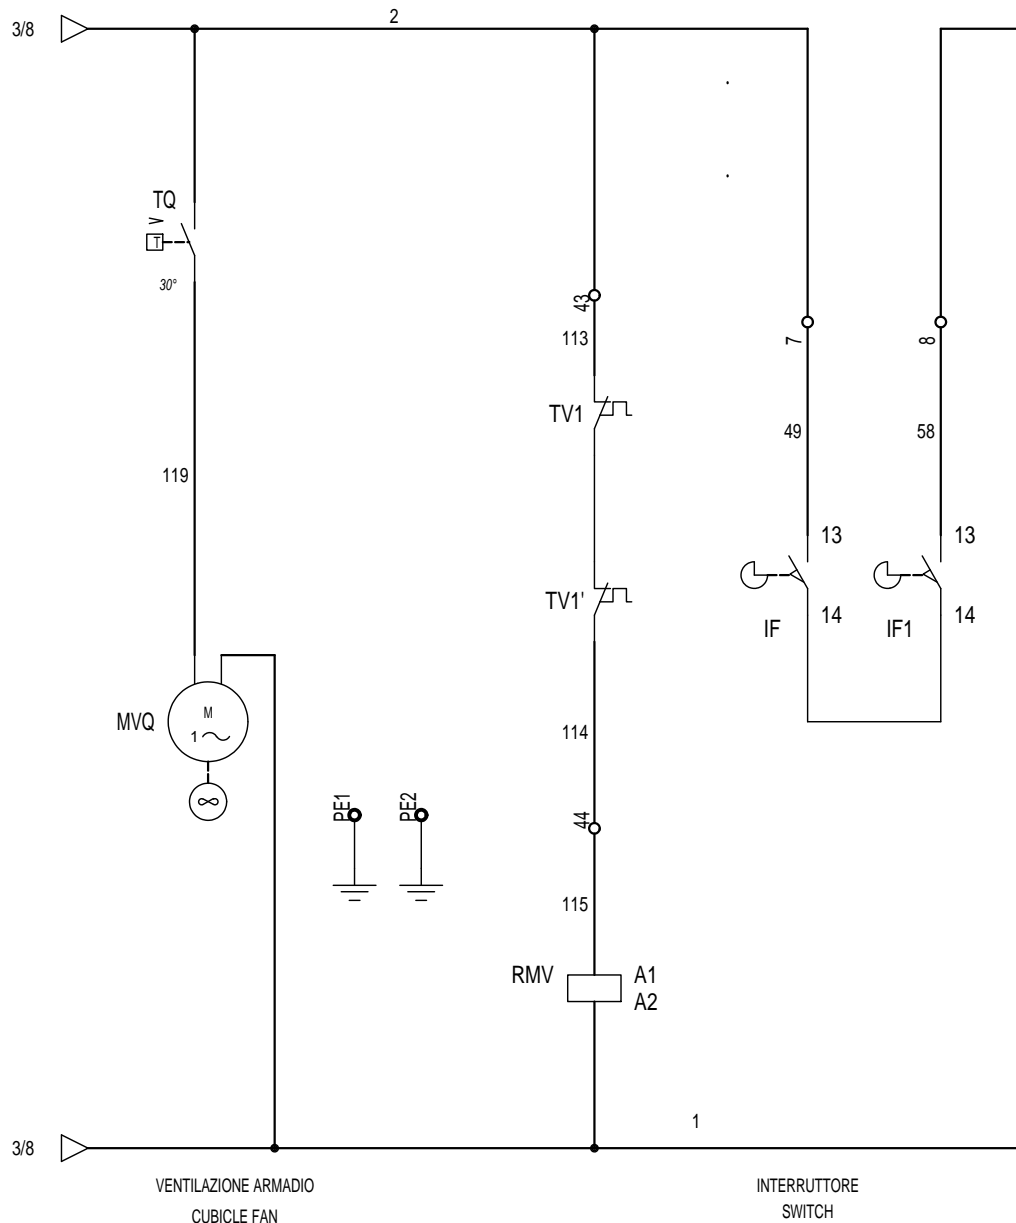 2
3/8
TQ
V
T
30°
43
113
7
8
TV1
49
58
119
13
13
TV1'
14
14
IF
IF1
MVQ
M
1
114
PE1
PE2
44
115
RMV
A1
A2
1
3/8
VENTILAZIONE ARMADIO
CUBICLE FAN
INTERRUTTORE
SWITCH